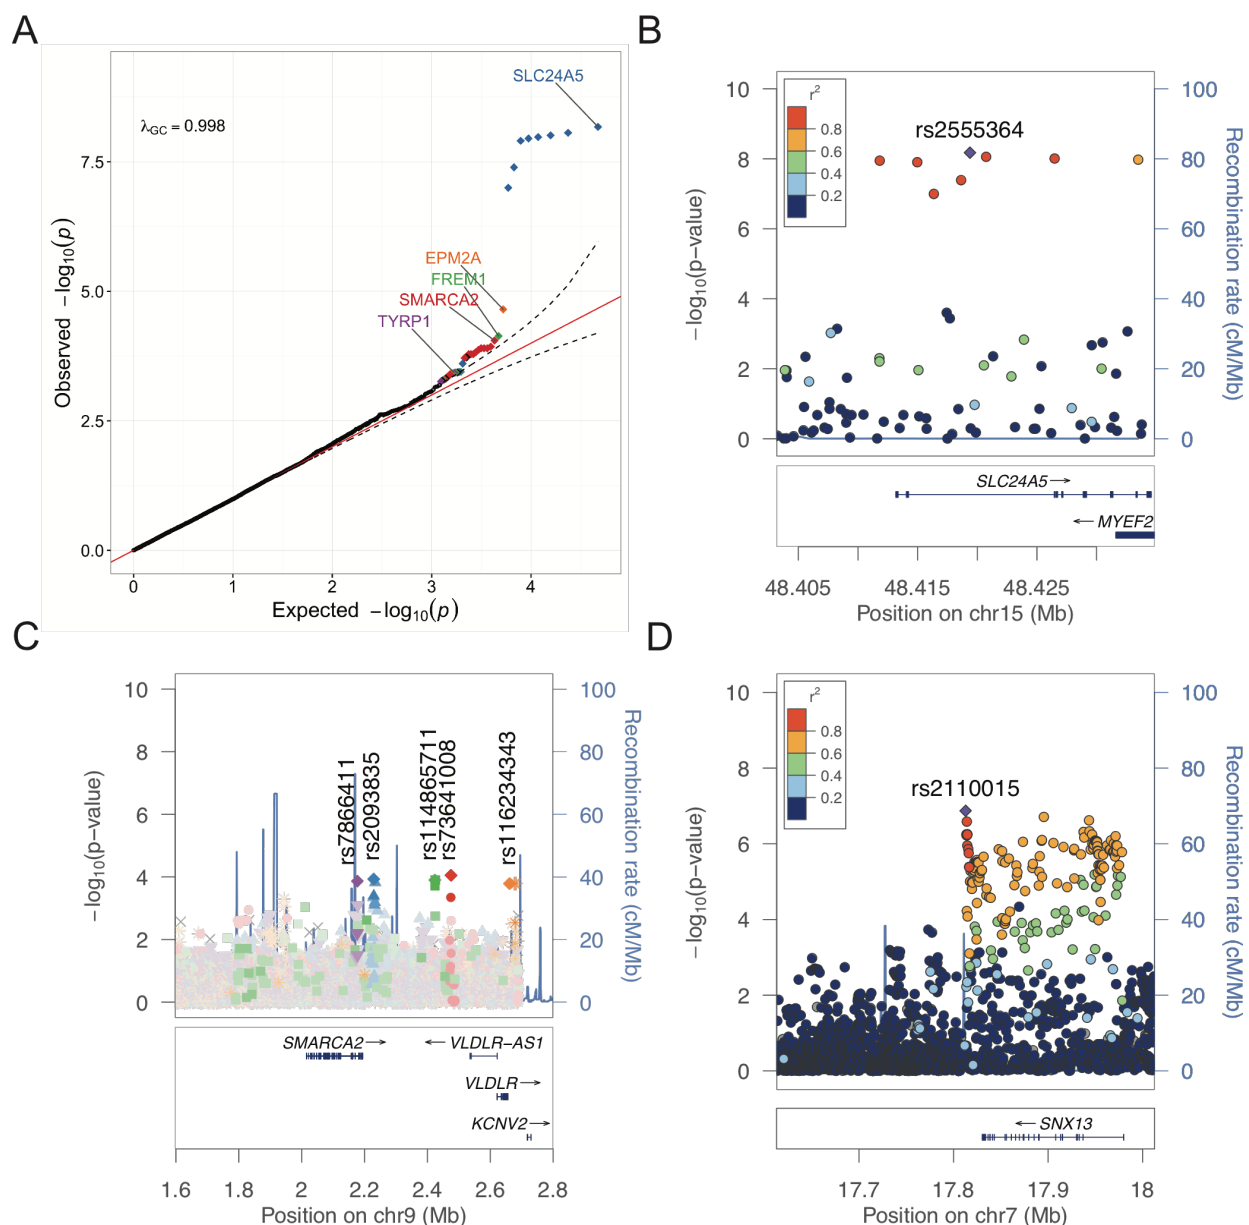 A
SLC24A5
λGC = 0.998
7.5
5.0
2.5
0.0
EPM2A
FREM1
SMARCA2
TYRP1
0 1 2 3 4
Expected −log10(p)
Observed −log10(p)
B
r2
0.8
0.6
0.4
0.2
rs2555364
10
8
6
4
2
0
−log10(p−value)
100
80
60
40
20
0
Recombination rate (cM/Mb)
SLC24A5
MYEF2
48.405 48.415 48.425
Position on chr15 (Mb)
C
10
8
6
4
2
0
−log10(p−value)
rs7866411
rs2093835
rs114865711
rs73641008
rs116234343
100
80
60
40
20
0
Recombination rate (cM/Mb)
SMARCA2
VLDLR−AS1
VLDLR
KCNV2
1.6 1.8 2 2.2 2.4 2.6 2.8
Position on chr9 (Mb)
D
r2
0.8
0.6
0.4
0.2
rs2110015
10
8
6
4
2
0
−log10(p−value)
100
80
60
40
20
0
Recombination rate (cM/Mb)
SNX13
17.7 17.8 17.9 18
Position on chr7 (Mb)